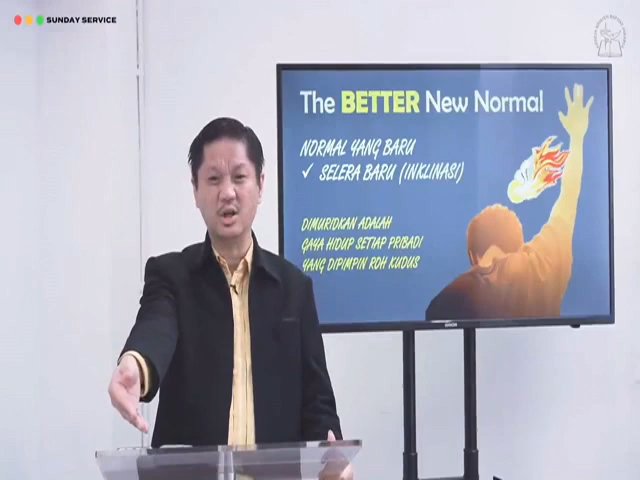 SUNDAY SERVICE
The BETTER New Normal
NORMAL YANG BARU
✓ SELERA BARU (INKLINASI)
DIMURIDKAN ADALAH
GAYA HIDUP SETIAP PRIBADI
YANG DIPIMPIN ROH KUDUS